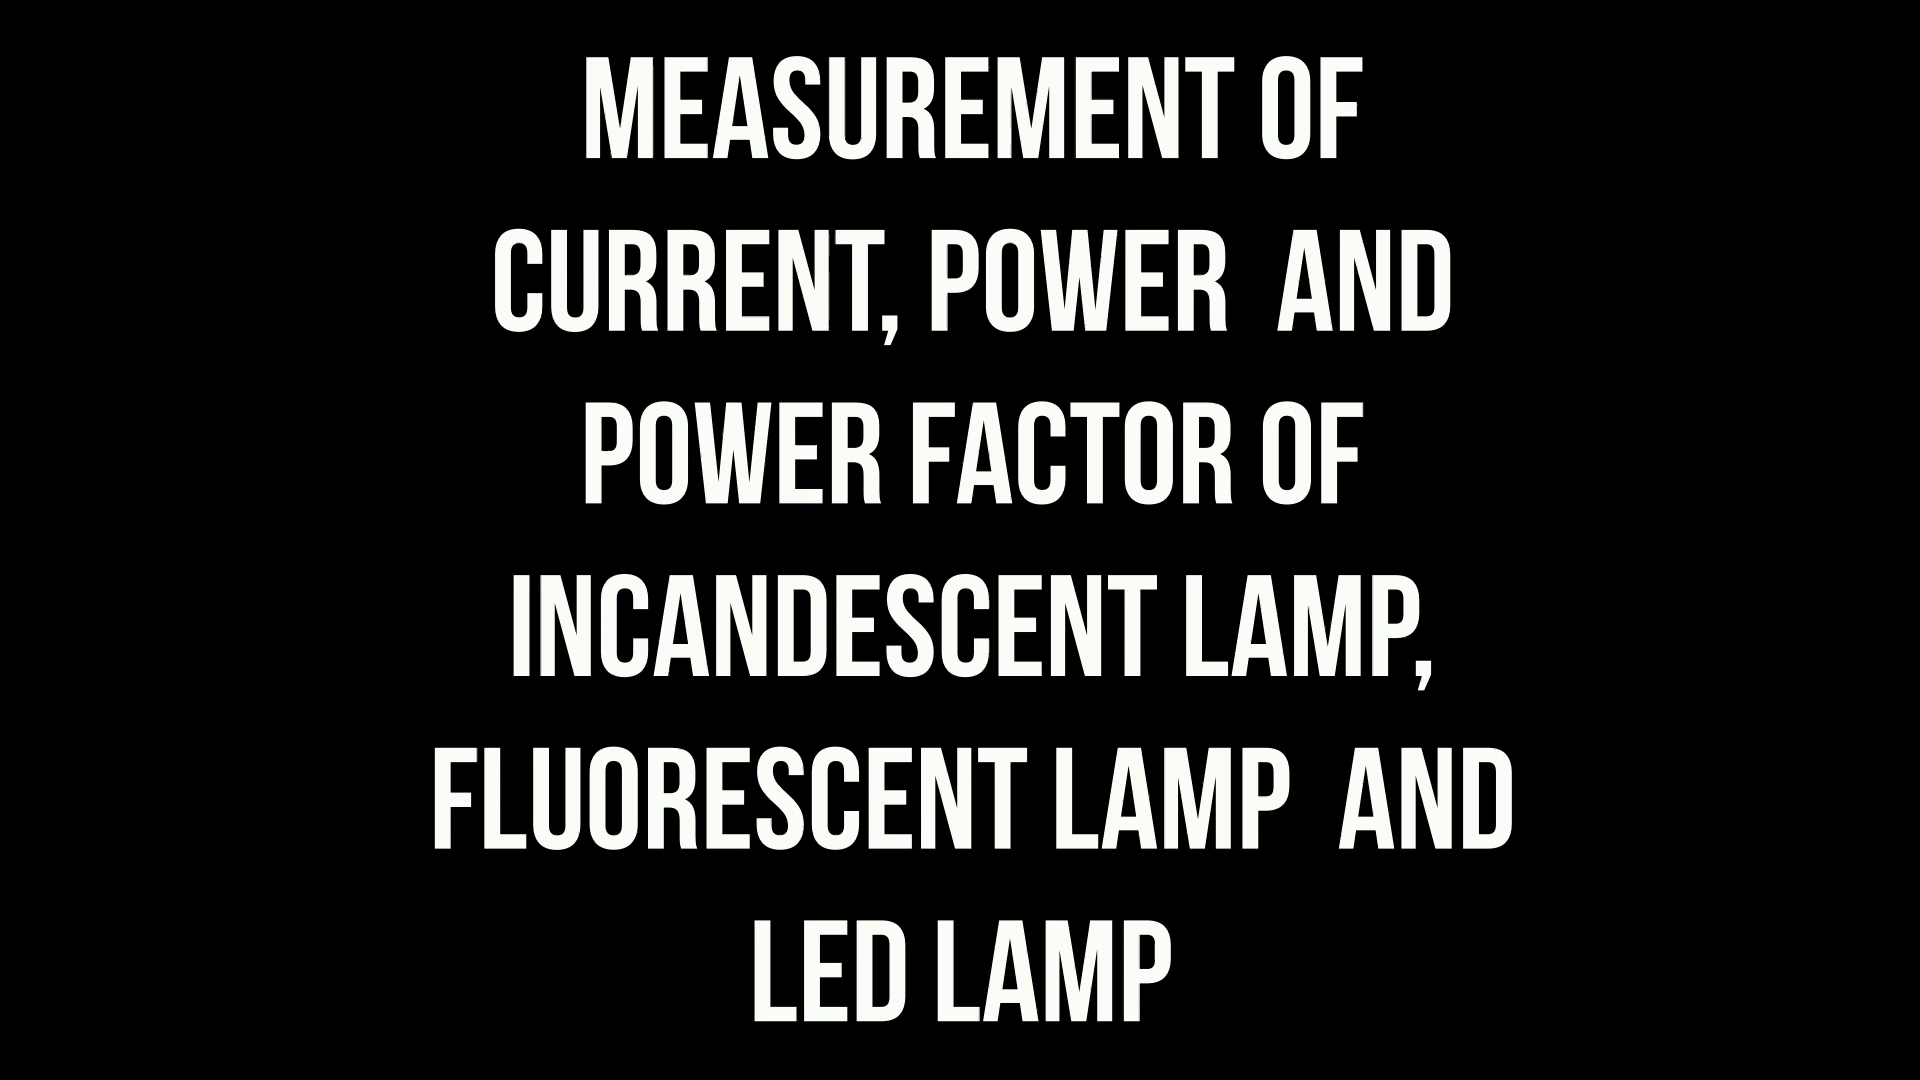 MEASUREMENT OF
CURRENT, POWER  AND
POWER FACTOR OF
INCANDESCENT LAMP,
FLUORESCENT LAMP  AND
LED LAMP